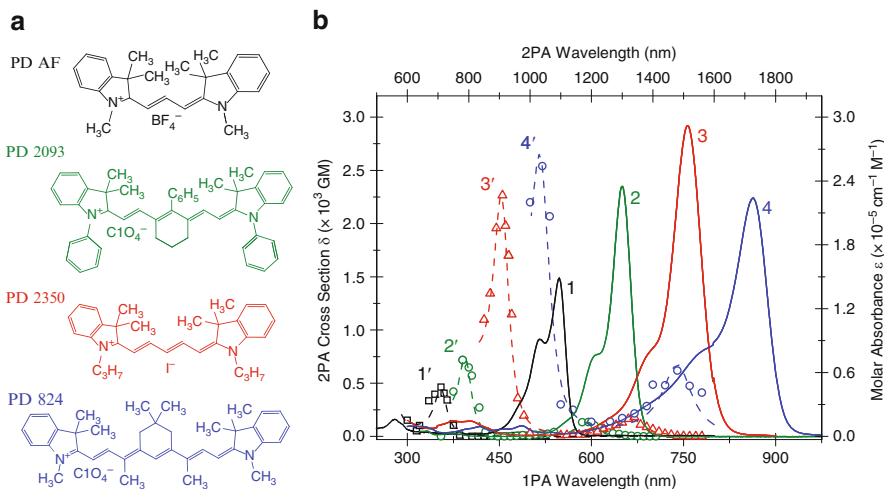 a
PD AF
H₃C CH₃ CH₃ H₃C
N⁺ N
CH₃ BF₄⁻ CH₃
PD 2093
CH₃ CH₃ C₆H₅ H₃C CH₃
N⁺ N
C1O₄⁻
PD 2350
H₃C CH₃ H₃C CH₃
N⁺ N
C₃H₇ I⁻ C₃H₇
PD 824
H₃C CH₃
CH₃ CH₃ H₃C CH₃
N⁺ N
CH₃ C1O₄⁻ CH₃ CH₃ CH₃
b
2PA Wavelength (nm)
600 800 1000 1200 1400 1600 1800
2PA Cross Section δ (× 10³ GM)
3.0
2.5
2.0
1.5
1.0
0.5
0.0
1′ 2′ 3′ 4′ 1 2 3 4
3.0
2.4
1.8
1.2
0.6
0.0
Molar Absorbance ε (× 10⁻⁵ cm⁻¹ M⁻¹)
300 450 600 750 900
1PA Wavelength (nm)